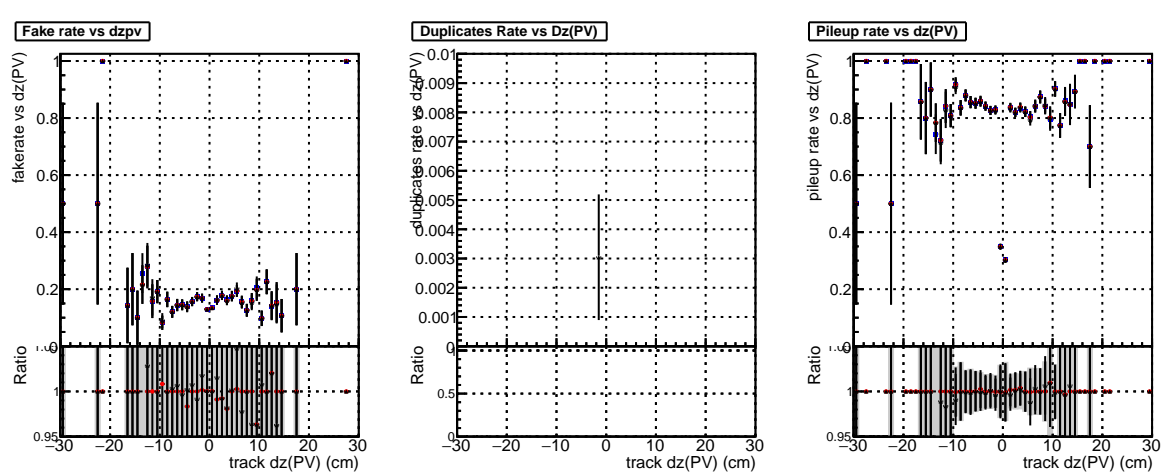 Fake rate vs dzpv
Duplicates Rate vs Dz(PV)
Pileup rate vs dz(PV)
fakerate vs dz(PV)
1
0.8
0.6
0.4
0.2
0
Ratio
1
0.95
−30 −20 −10 0 10 20 30
track dz(PV) (cm)
duplicates rate vs dz(PV)
0.01
0.009
0.008
0.007
0.006
0.005
0.004
0.003
0.002
0.001
0
Ratio
1
0.5
−30 −20 −10 0 10 20 30
track dz(PV) (cm)
pileup rate vs dz(PV)
1
0.8
0.6
0.4
0.2
0
Ratio
1
0.95
−30 −20 −10 0 10 20 30
track dz(PV) (cm)